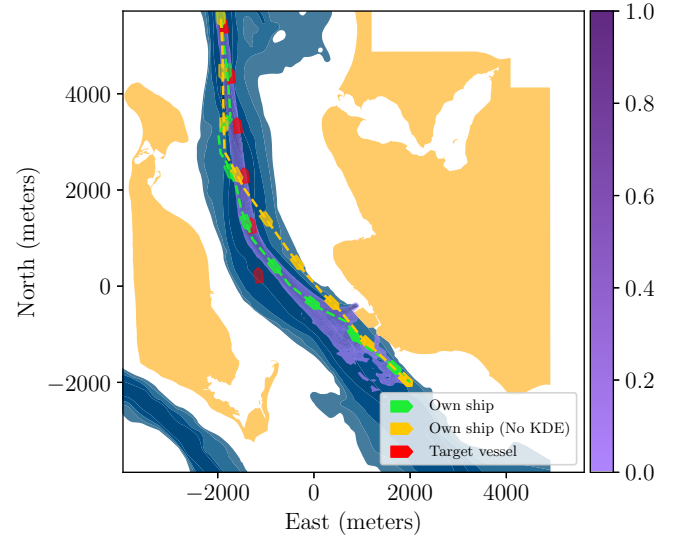 1.0
0.8
0.6
0.4
0.2
0.0
4000
2000
0
−2000
North (meters)
−2000 0 2000 4000
East (meters)
Own ship
Own ship (No KDE)
Target vessel